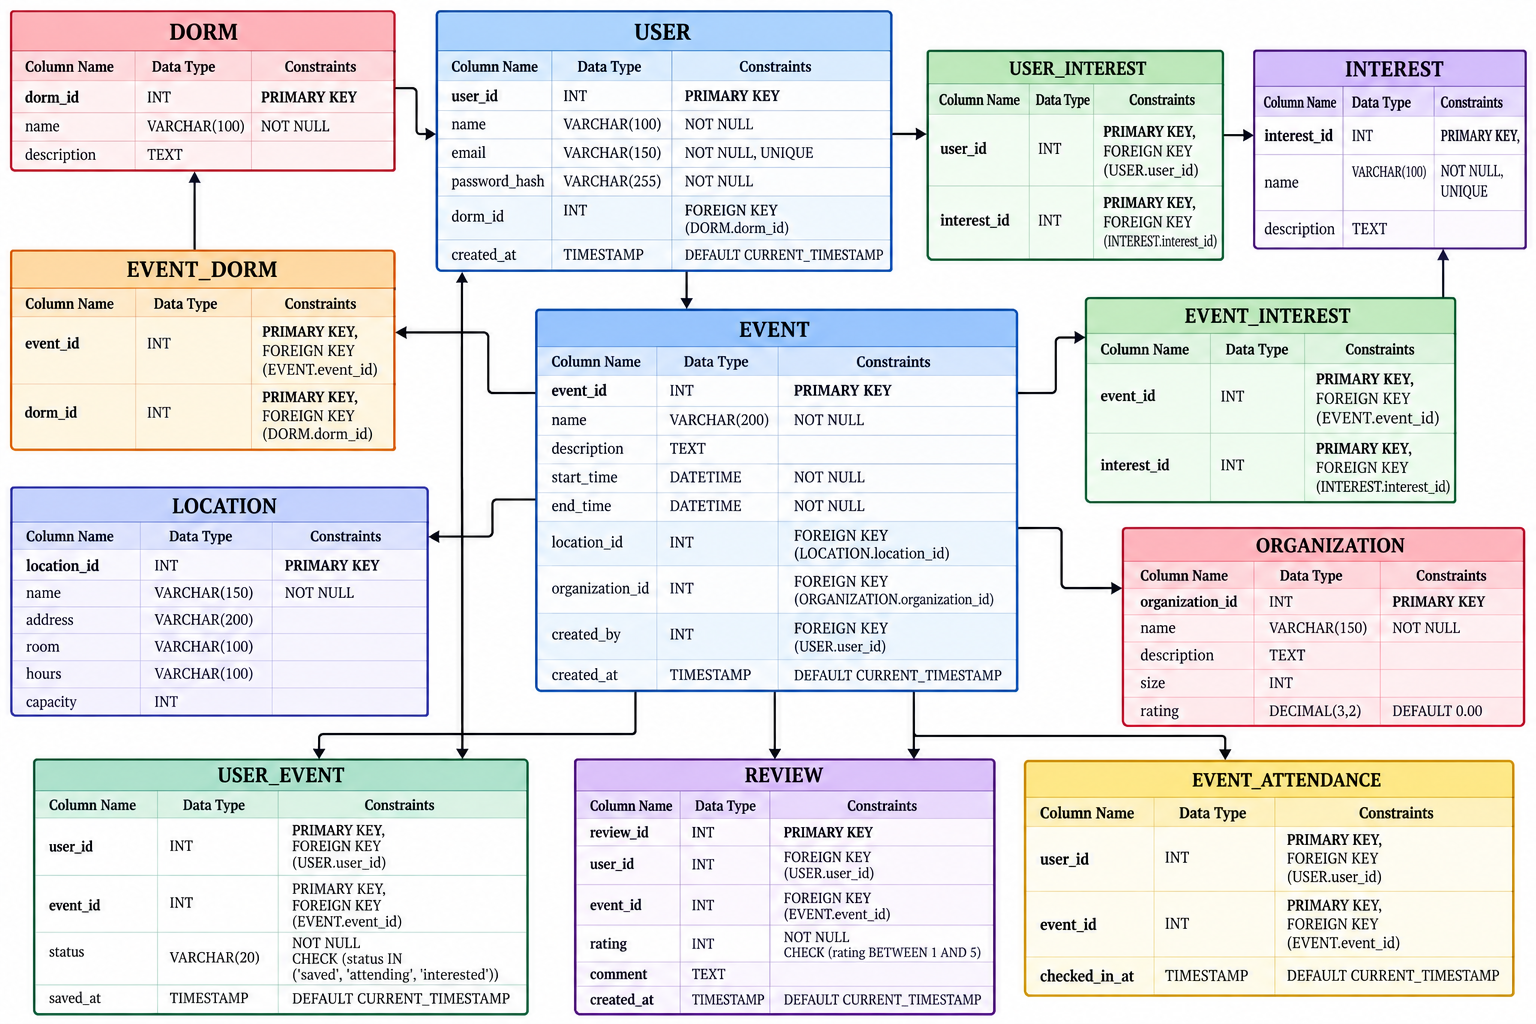 DORM
Column Name Data Type Constraints
dorm_id INT PRIMARY KEY
name VARCHAR(100) NOT NULL
description TEXT
USER
Column Name Data Type Constraints
user_id INT PRIMARY KEY
name VARCHAR(100) NOT NULL
email VARCHAR(150) NOT NULL, UNIQUE
password_hash VARCHAR(255) NOT NULL
dorm_id INT FOREIGN KEY
(DORM.dorm_id)
created_at TIMESTAMP DEFAULT CURRENT_TIMESTAMP
USER_INTEREST
Column Name Data Type Constraints
user_id INT PRIMARY KEY,
FOREIGN KEY
(USER.user_id)
interest_id INT PRIMARY KEY,
FOREIGN KEY
(INTEREST.interest_id)
INTEREST
Column Name Data Type Constraints
interest_id INT PRIMARY KEY,
name VARCHAR(100) NOT NULL,
UNIQUE
description TEXT
EVENT_DORM
Column Name Data Type Constraints
event_id INT PRIMARY KEY,
FOREIGN KEY
(EVENT.event_id)
dorm_id INT PRIMARY KEY,
FOREIGN KEY
(DORM.dorm_id)
EVENT
Column Name Data Type Constraints
event_id INT PRIMARY KEY
name VARCHAR(200) NOT NULL
description TEXT
start_time DATETIME NOT NULL
end_time DATETIME NOT NULL
location_id INT FOREIGN KEY
(LOCATION.location_id)
organization_id INT FOREIGN KEY
(ORGANIZATION.organization_id)
created_by INT FOREIGN KEY
(USER.user_id)
created_at TIMESTAMP DEFAULT CURRENT_TIMESTAMP
EVENT_INTEREST
Column Name Data Type Constraints
event_id INT PRIMARY KEY,
FOREIGN KEY
(EVENT.event_id)
interest_id INT PRIMARY KEY,
FOREIGN KEY
(INTEREST.interest_id)
LOCATION
Column Name Data Type Constraints
location_id INT PRIMARY KEY
name VARCHAR(150) NOT NULL
address VARCHAR(200)
room VARCHAR(100)
hours VARCHAR(100)
capacity INT
ORGANIZATION
Column Name Data Type Constraints
organization_id INT PRIMARY KEY
name VARCHAR(150) NOT NULL
description TEXT
size INT
rating DECIMAL(3,2) DEFAULT 0.00
USER_EVENT
Column Name Data Type Constraints
user_id INT PRIMARY KEY,
FOREIGN KEY
(USER.user_id)
event_id INT PRIMARY KEY,
FOREIGN KEY
(EVENT.event_id)
status VARCHAR(20) NOT NULL
CHECK (status IN
('saved', 'attending', 'interested'))
saved_at TIMESTAMP DEFAULT CURRENT_TIMESTAMP
REVIEW
Column Name Data Type Constraints
review_id INT PRIMARY KEY
user_id INT FOREIGN KEY
(USER.user_id)
event_id INT FOREIGN KEY
(EVENT.event_id)
rating INT NOT NULL
CHECK (rating BETWEEN 1 AND 5)
comment TEXT
created_at TIMESTAMP DEFAULT CURRENT_TIMESTAMP
EVENT_ATTENDANCE
Column Name Data Type Constraints
user_id INT PRIMARY KEY,
FOREIGN KEY
(USER.user_id)
event_id INT PRIMARY KEY,
FOREIGN KEY
(EVENT.event_id)
checked_in_at TIMESTAMP DEFAULT CURRENT_TIMESTAMP